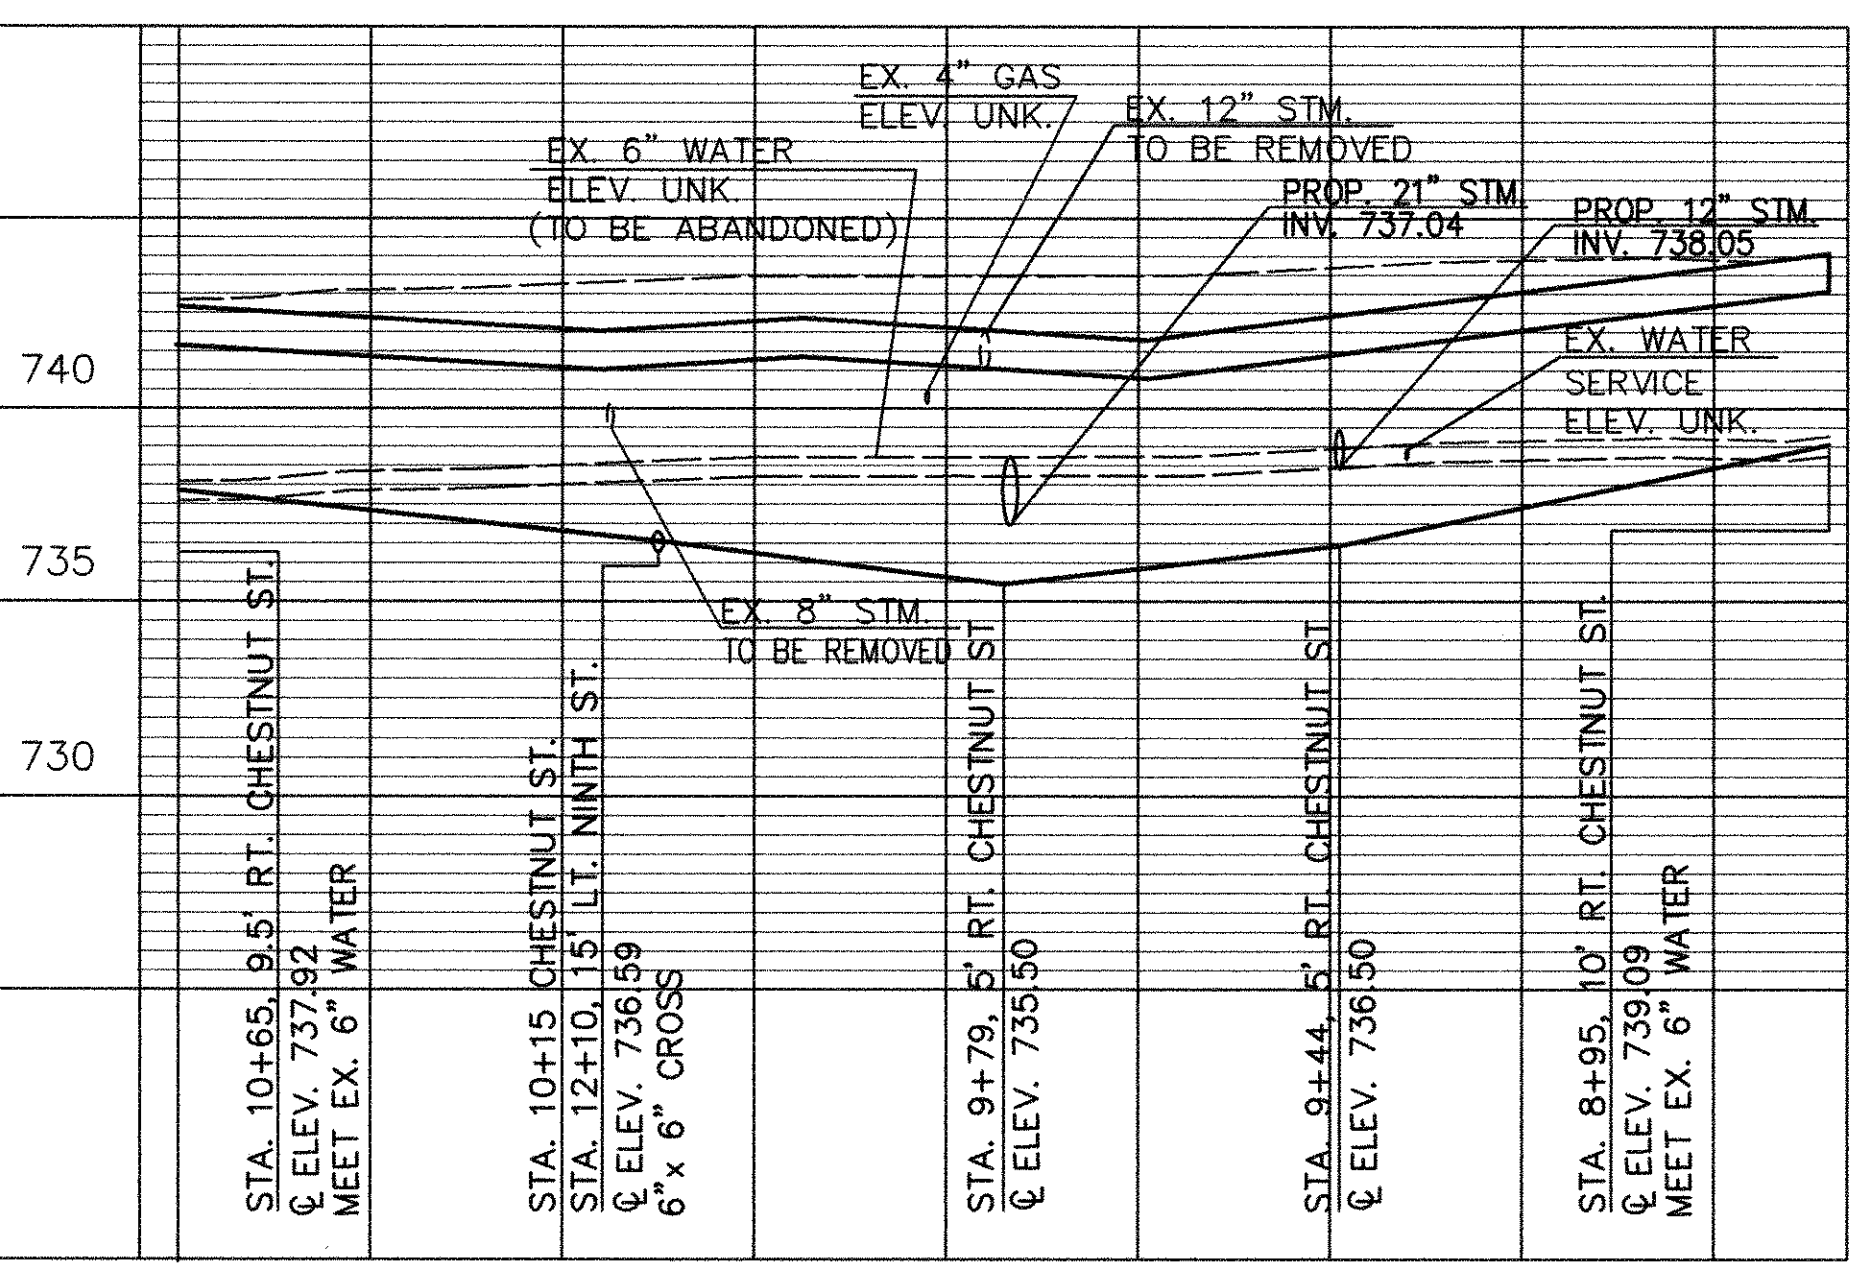 EX. 4" GAS
ELEV. UNK.
EX. 12" STM.
TO BE REMOVED
EX. 6" WATER
ELEV. UNK.
(TO BE ABANDONED)
PROP. 21" STM.
INV. 737.04
PROP. 12" STM.
INV. 738.05
EX. WATER
SERVICE
ELEV. UNK.
740
735
730
EX. 8" STM.
TO BE REMOVED
STA. 10+65, 9.5' RT. CHESTNUT ST.
℄ ELEV. 737.92
MEET EX. 6" WATER
STA. 10+15 CHESTNUT ST.
STA. 12+10, 15' LT. NINTH ST.
℄ ELEV. 736.59
6"x 6" CROSS
STA. 9+79, 5' RT. CHESTNUT ST
℄ ELEV. 735.50
STA. 9+44, 5' RT. CHESTNUT ST
℄ ELEV. 736.50
STA. 8+95, 10' RT. CHESTNUT ST.
℄ ELEV. 739.09
MEET EX. 6" WATER